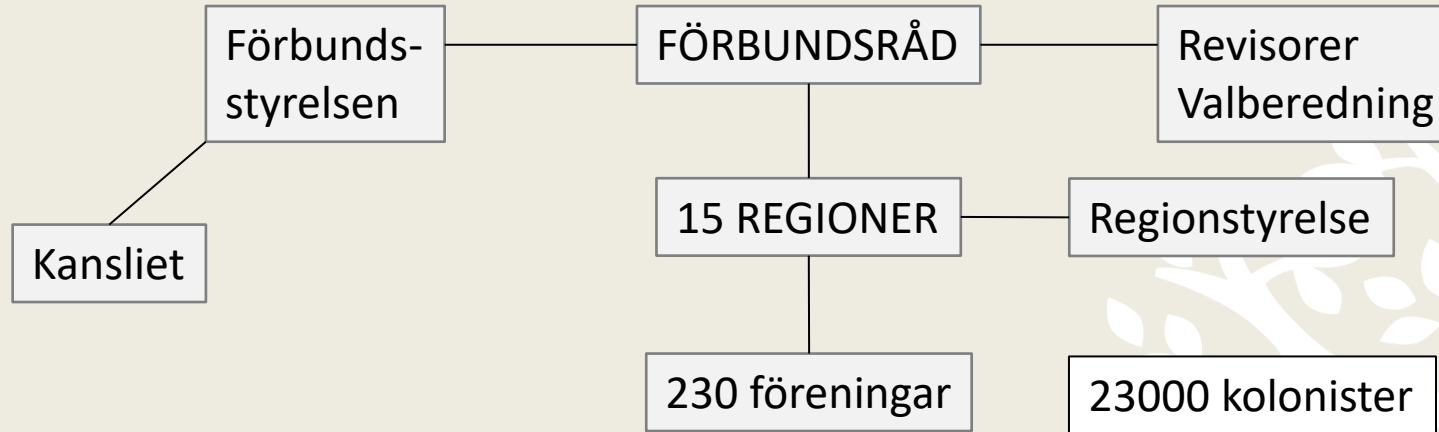 Förbunds-
styrelsen
FÖRBUNDSRÅD
Revisorer
Valberedning
Kansliet
15 REGIONER
Regionstyrelse
230 föreningar
23000 kolonister